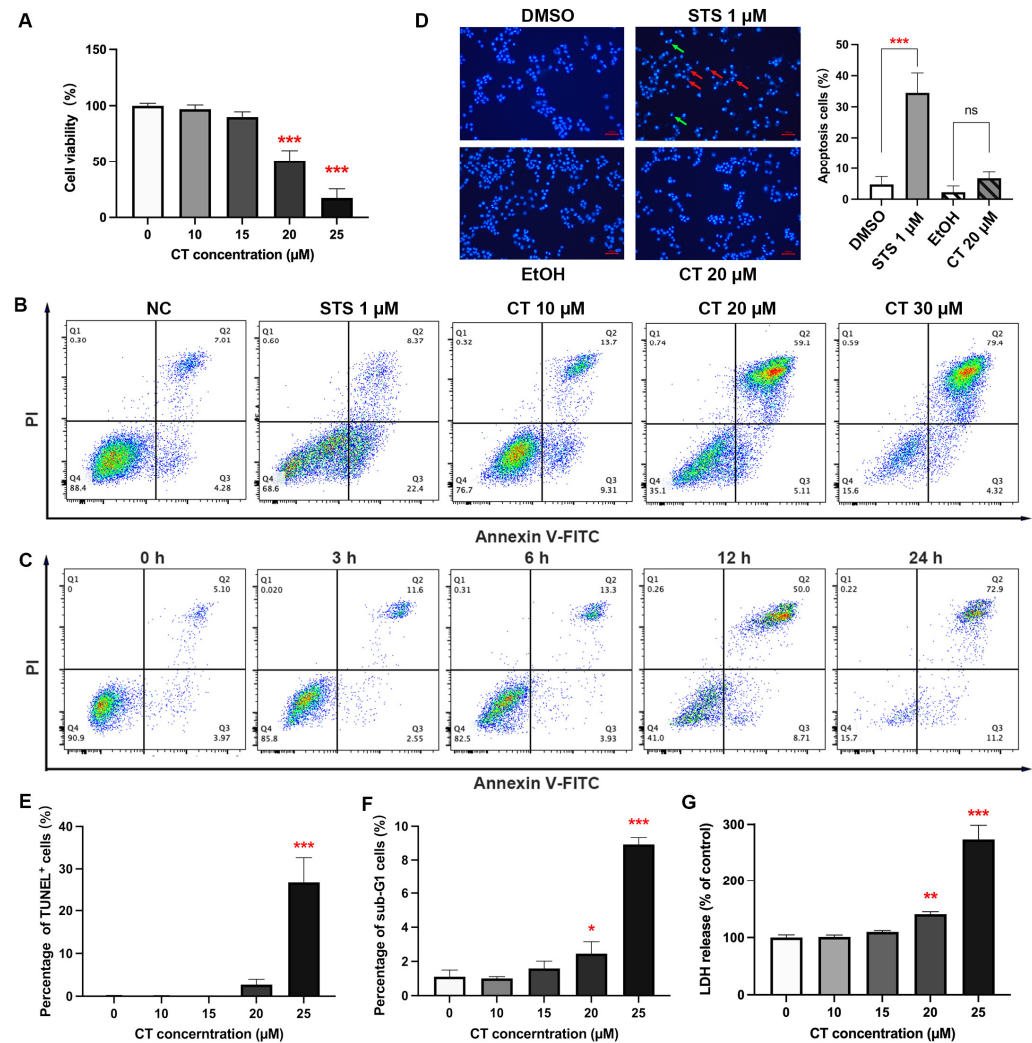 A
150
100
50
0
Cell viability (%)
***
***
0 10 15 20 25
CT concentration (μM)
D
DMSO STS 1 μM
EtOH CT 20 μM
50
40
30
20
10
0
Apoptosis cells (%)
***
ns
DMSO
STS 1 μM
EtOH
CT 20 μM
B
NC STS 1 μM CT 10 μM CT 20 μM CT 30 μM
PI
Q1 Q2 Q1 Q2 Q1 Q2 Q1 Q2 Q1 Q2
0.30 7.01 0.60 8.37 0.32 13.7 0.74 59.1 0.59 79.4
Q4 Q3 Q4 Q3 Q4 Q3 Q4 Q3 Q4 Q3
88.4 4.28 68.6 22.4 76.7 9.31 35.1 5.11 15.6 4.32
Annexin V-FITC
C
0 h 3 h 6 h 12 h 24 h
PI
Q1 Q2 Q1 Q2 Q1 Q2 Q1 Q2 Q1 Q2
0 5.10 0.020 11.6 0.31 13.3 0.26 50.0 0.22 72.9
Q4 Q3 Q4 Q3 Q4 Q3 Q4 Q3 Q4 Q3
90.9 3.97 85.8 2.55 82.5 3.93 41.0 8.71 15.7 11.2
Annexin V-FITC
E
40
30
20
10
0
Percentage of TUNEL⁺ cells (%)
***
0 10 15 20 25
CT concerntration (μM)
F
10
8
6
4
2
0
Percentage of sub-G1 cells (%)
*
***
0 10 15 20 25
CT concerntration (μM)
G
300
200
100
0
LDH release (% of control)
**
***
0 10 15 20 25
CT concerntration (μM)